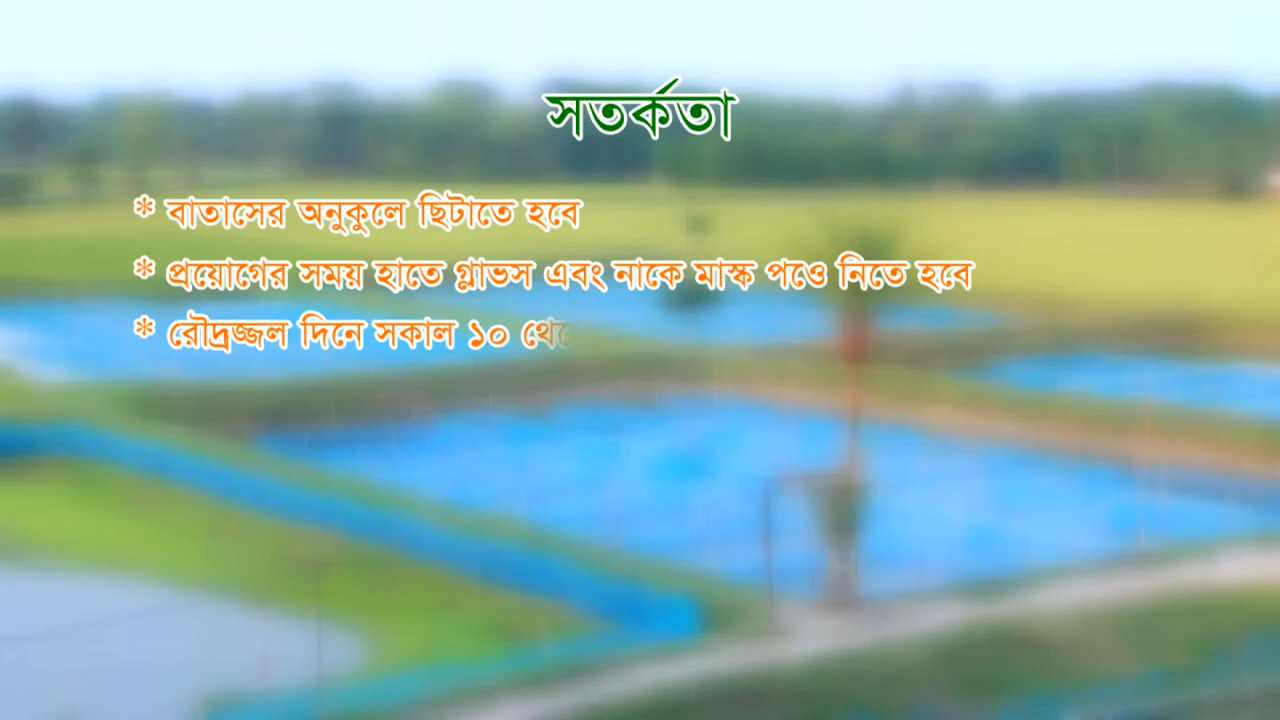 সতর্কতা
* বাতাসের অনুকুলে ছিটাতে হবে
* প্রয়োগের সময় হাতে গ্লাভস এবং নাকে মাস্ক পওে নিতে হবে
* রৌদ্রজ্জল দিনে সকাল ১০